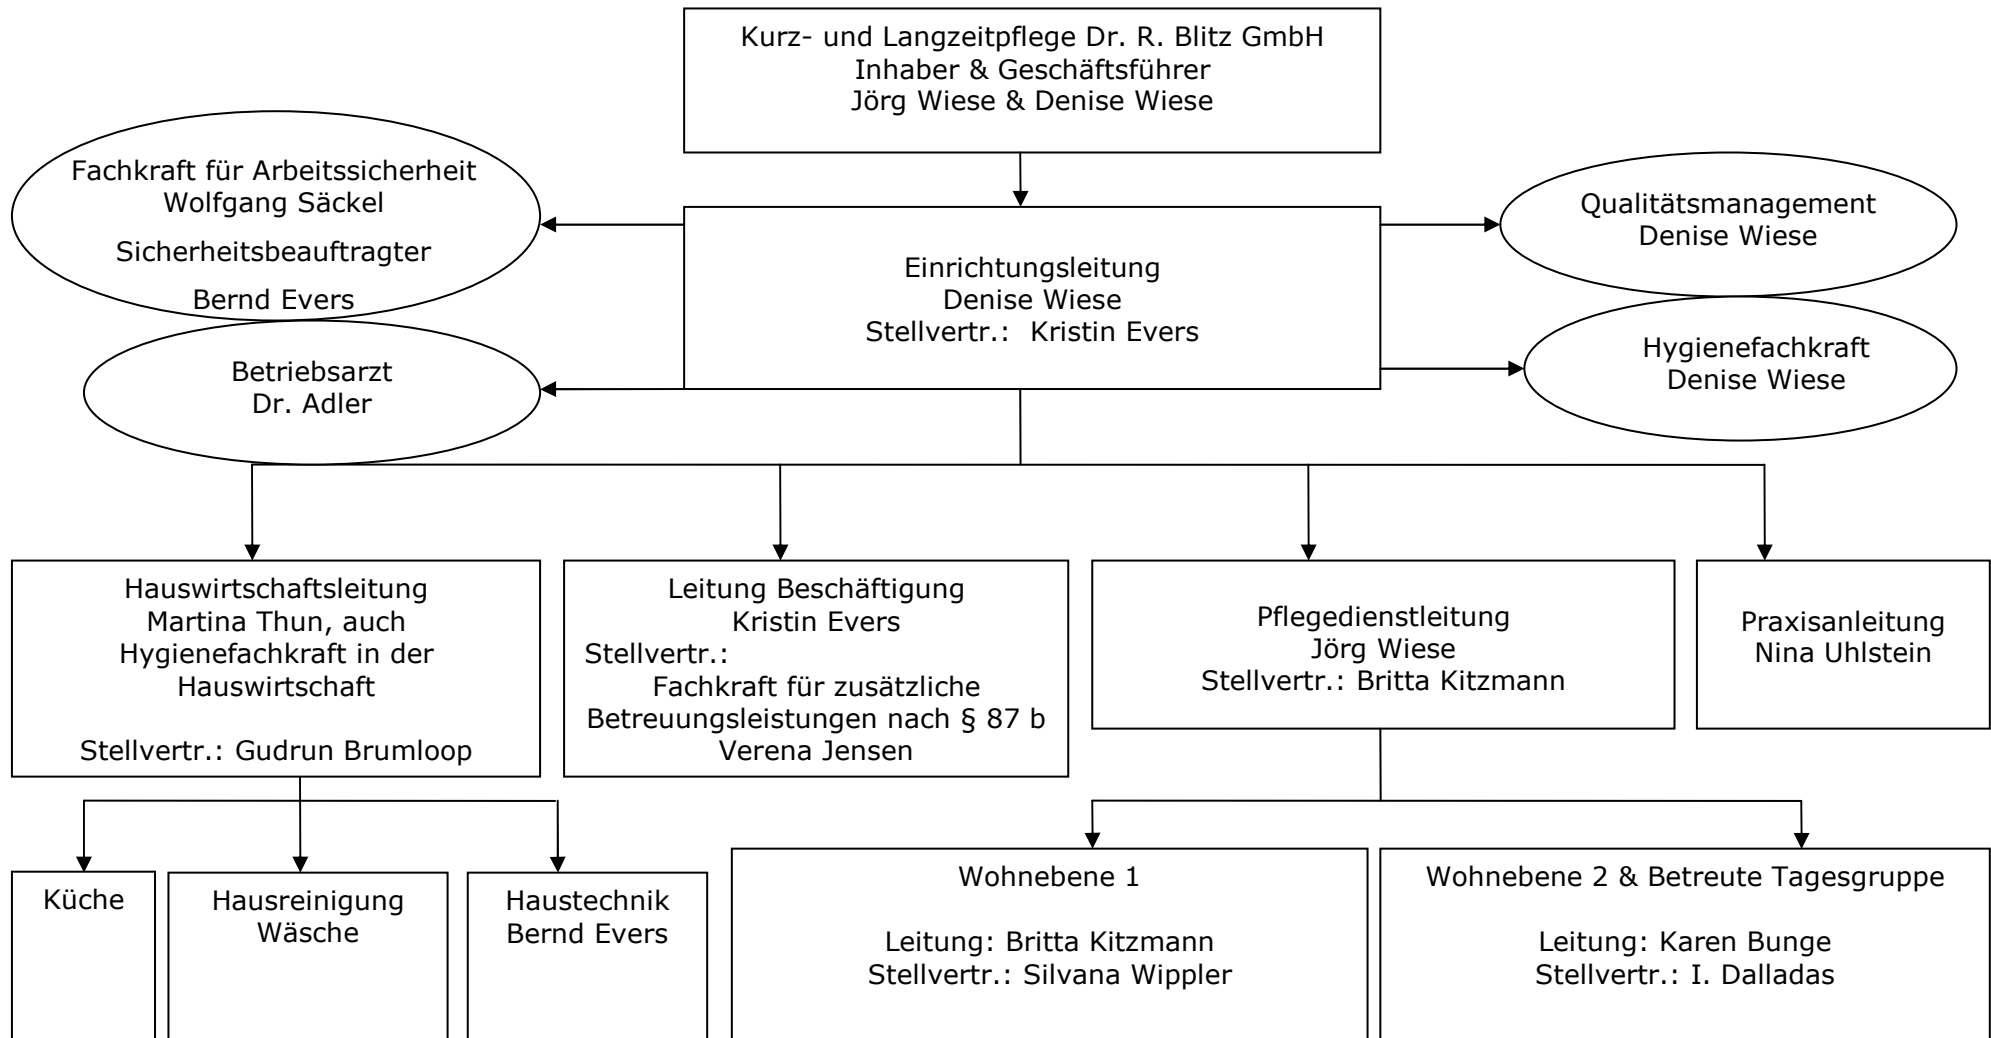 Kurz- und Langzeitpflege Dr. R. Blitz GmbH
Inhaber & Geschäftsführer
Jörg Wiese & Denise Wiese
Fachkraft für Arbeitssicherheit
Wolfgang Säckel
Sicherheitsbeauftragter
Bernd Evers
Einrichtungsleitung
Denise Wiese
Stellvertr.: Kristin Evers
Qualitätsmanagement
Denise Wiese
Betriebsarzt
Dr. Adler
Hygienefachkraft
Denise Wiese
Hauswirtschaftsleitung
Martina Thun, auch
Hygienefachkraft in der
Hauswirtschaft
Stellvertr.: Gudrun Brumloop
Leitung Beschäftigung
Kristin Evers
Stellvertr.:
Fachkraft für zusätzliche
Betreuungsleistungen nach § 87 b
Verena Jensen
Pflegedienstleitung
Jörg Wiese
Stellvertr.: Britta Kitzmann
Praxisanleitung
Nina Uhlstein
Küche
Hausreinigung
Wäsche
Haustechnik
Bernd Evers
Wohnebene 1
Leitung: Britta Kitzmann
Stellvertr.: Silvana Wippler
Wohnebene 2 & Betreute Tagesgruppe
Leitung: Karen Bunge
Stellvertr.: I. Dalladas